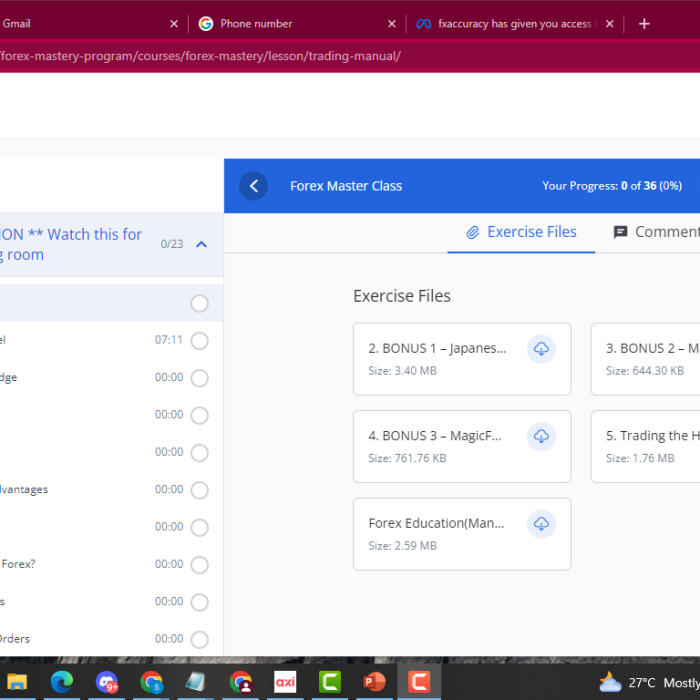 Gmail
Phone number
fxaccuracy has given you access
/forex-mastery-program/courses/forex-mastery/lesson/trading-manual/
Forex Master Class
Your Progress: 0 of 36 (0%)
ION ** Watch this for
g room
0/23
Exercise Files
Comment
Exercise Files
el
07:11
dge
00:00
00:00
00:00
dvantages
00:00
00:00
Forex?
00:00
s
00:00
Orders
00:00
2. BONUS 1 – Japanes...
Size: 3.40 MB
3. BONUS 2 – M
Size: 644.30 KB
4. BONUS 3 – MagicF...
Size: 761.76 KB
5. Trading the H
Size: 1.76 MB
Forex Education(Man...
Size: 2.59 MB
9+
S
axi
27°C Mostly